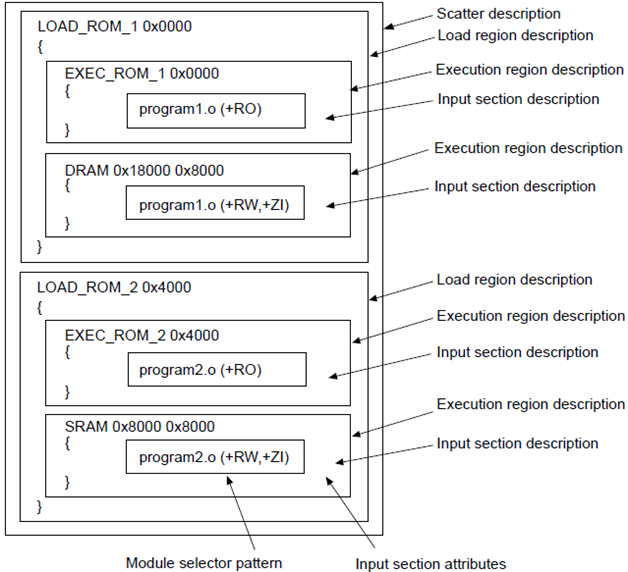 LOAD_ROM_1 0x0000
{
EXEC_ROM_1 0x0000
{
program1.o (+RO)
}
DRAM 0x18000 0x8000
{
program1.o (+RW,+ZI)
}
}
LOAD_ROM_2 0x4000
{
EXEC_ROM_2 0x4000
{
program2.o (+RO)
}
SRAM 0x8000 0x8000
{
program2.o (+RW,+ZI)
}
}
Scatter description
Load region description
Execution region description
Input section description
Execution region description
Input section description
Load region description
Execution region description
Input section description
Execution region description
Input section description
Module selector pattern
Input section attributes